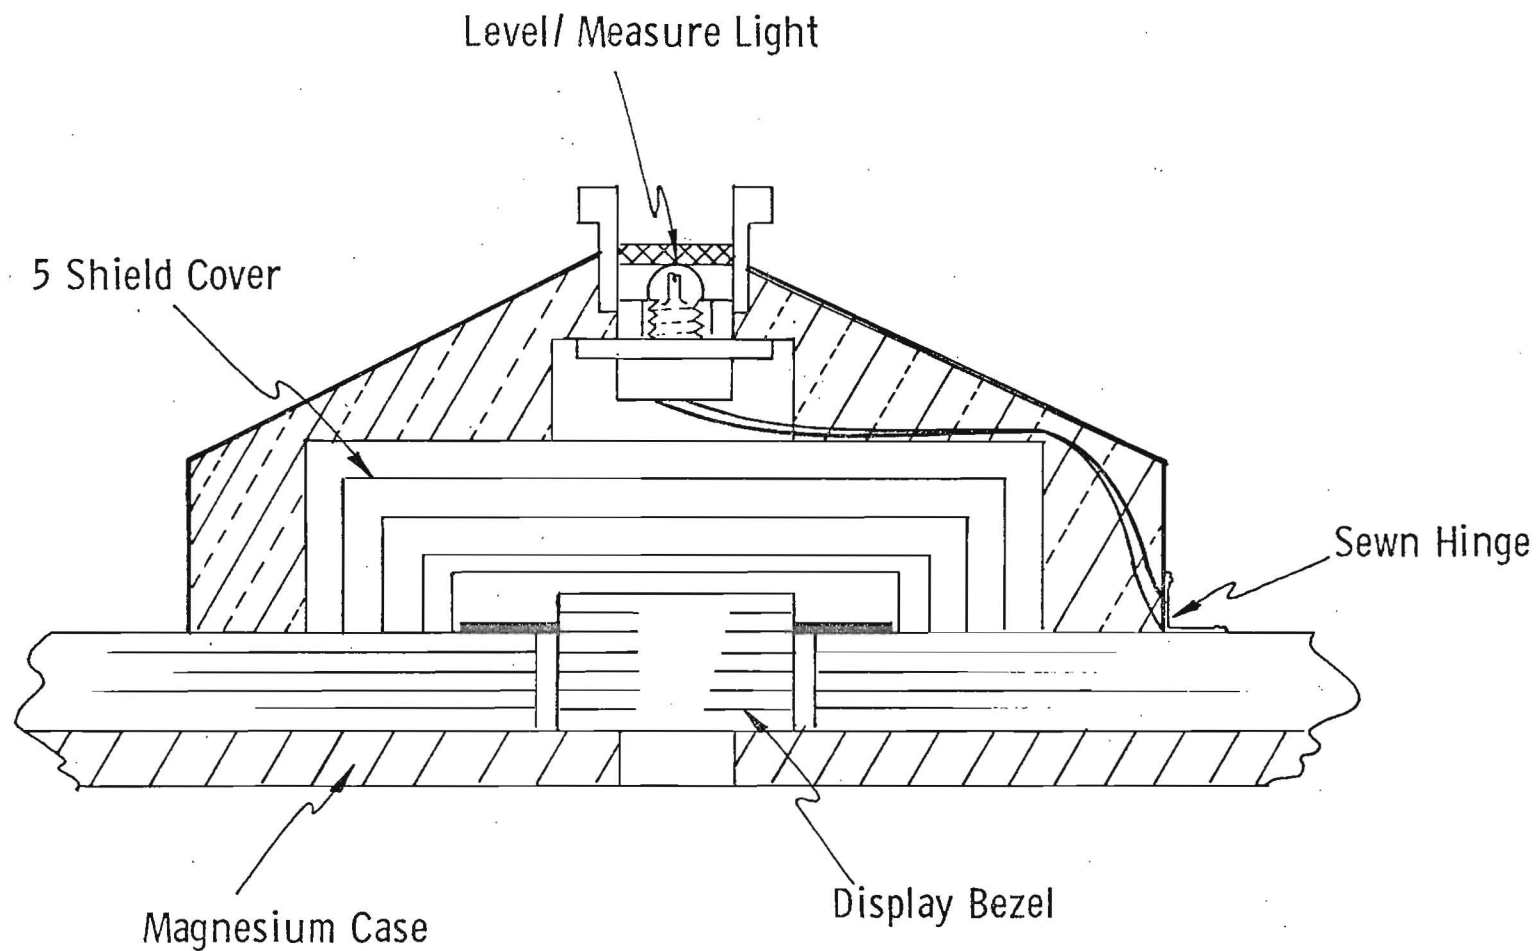 Level/ Measure Light
5 Shield Cover
Sewn Hinge
Display Bezel
Magnesium Case